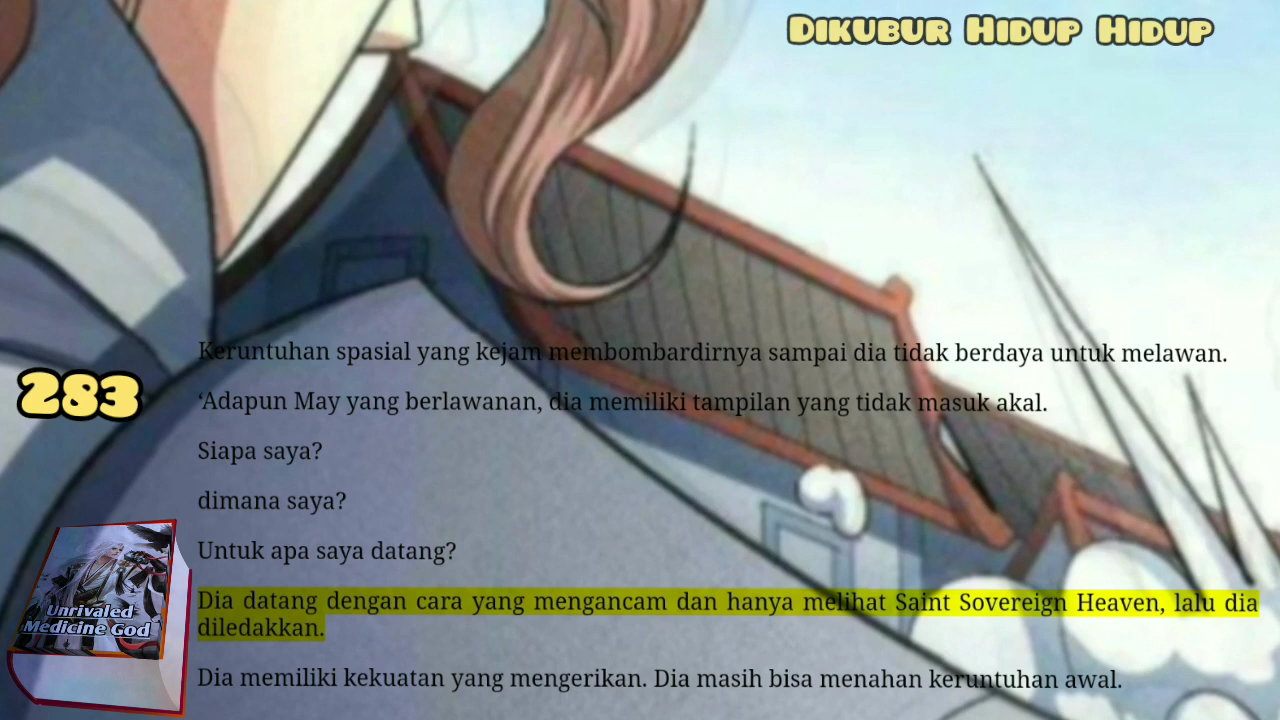 Dikubur Hidup Hidup
Keruntuhan spasial yang kejam membombardirnya sampai dia tidak berdaya untuk melawan.
283
‘Adapun May yang berlawanan, dia memiliki tampilan yang tidak masuk akal.
Siapa saya?
dimana saya?
Untuk apa saya datang?
Dia datang dengan cara yang mengancam dan hanya melihat Saint Sovereign Heaven, lalu dia
diledakkan.
Unrivaled
Medicine God
Dia memiliki kekuatan yang mengerikan. Dia masih bisa menahan keruntuhan awal.